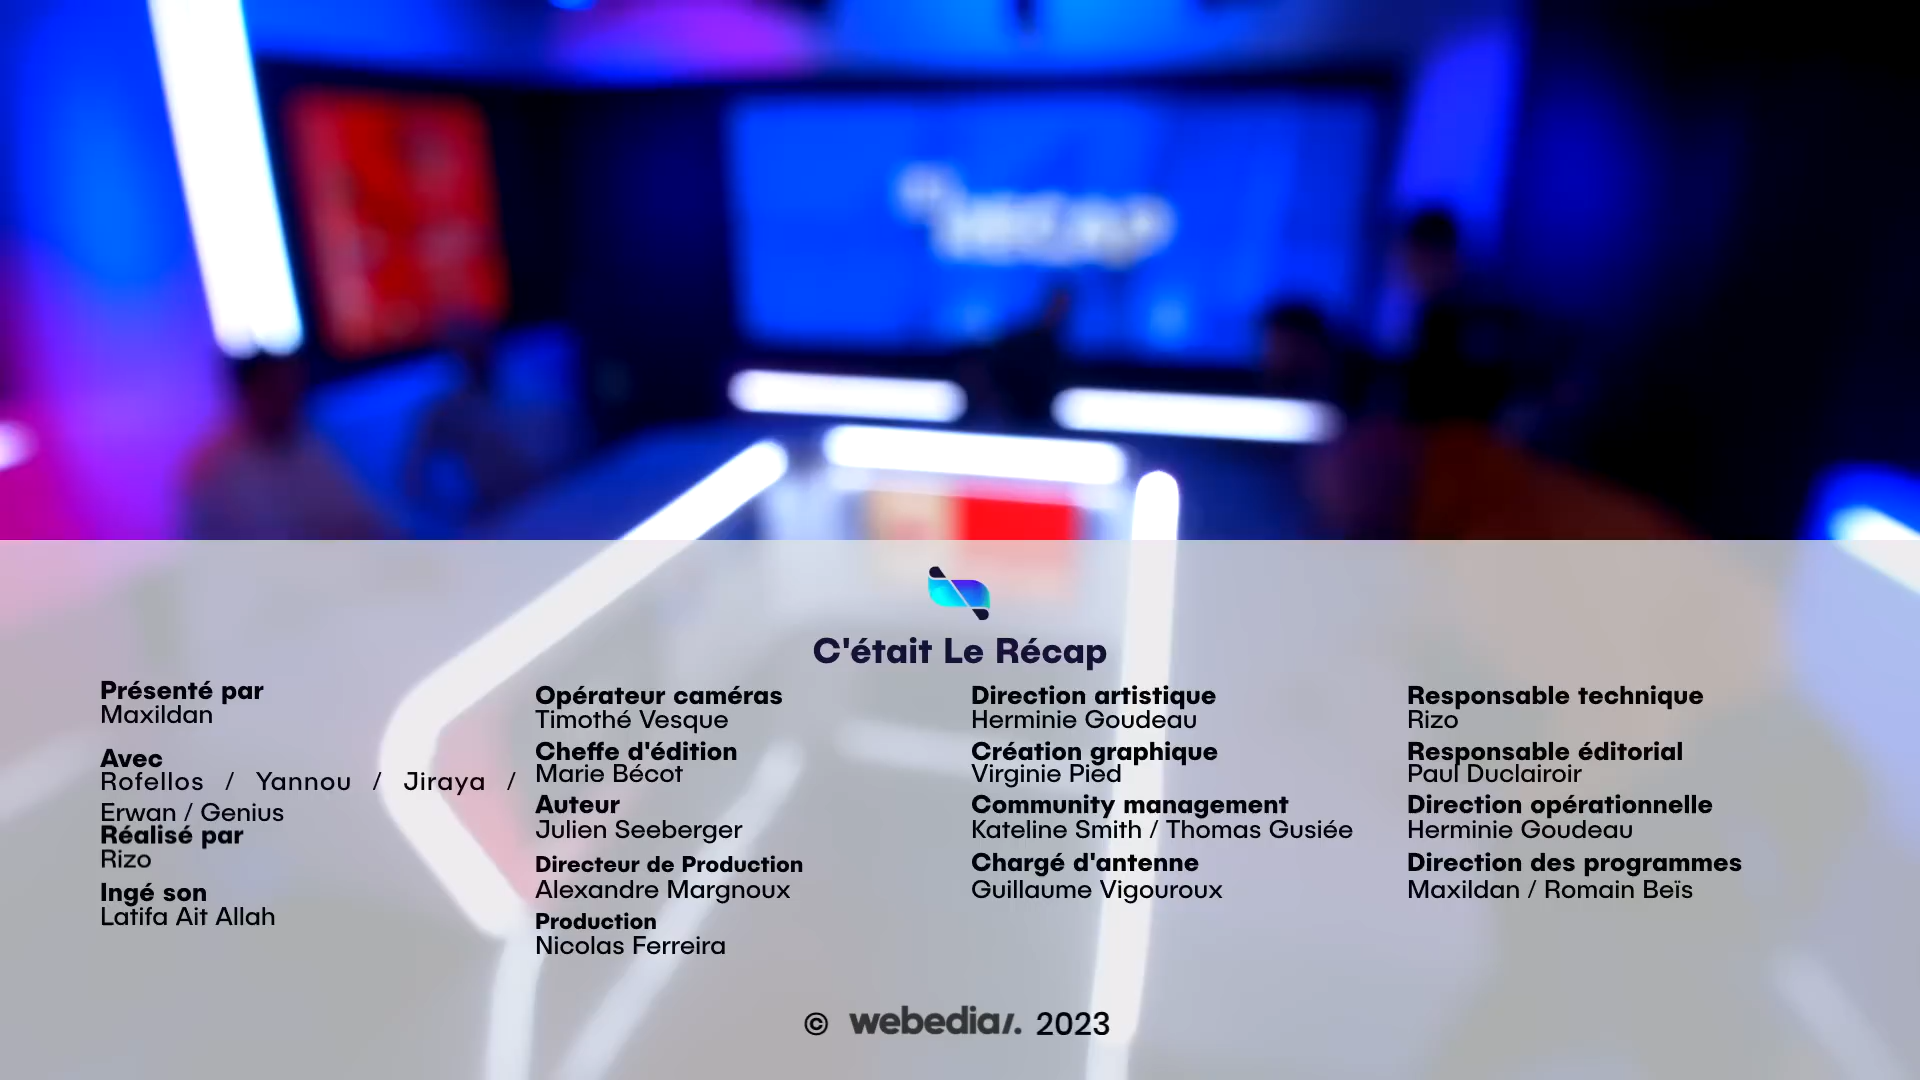 RECAP
C'était Le Récap
Présenté par
Maxildan
Avec
Rofellos / Yannou / Jiraya /
Erwan / Genius
Réalisé par
Rizo
Ingé son
Latifa Ait Allah
Opérateur caméras
Timothé Vesque
Cheffe d'édition
Marie Bécot
Auteur
Julien Seeberger
Directeur de Production
Alexandre Margnoux
Production
Nicolas Ferreira
Direction artistique
Herminie Goudeau
Création graphique
Virginie Pied
Community management
Kateline Smith / Thomas Gusiée
Chargé d'antenne
Guillaume Vigouroux
Responsable technique
Rizo
Responsable éditorial
Paul Duclairoir
Direction opérationnelle
Herminie Goudeau
Direction des programmes
Maxildan / Romain Beïs
© webedia/. 2023